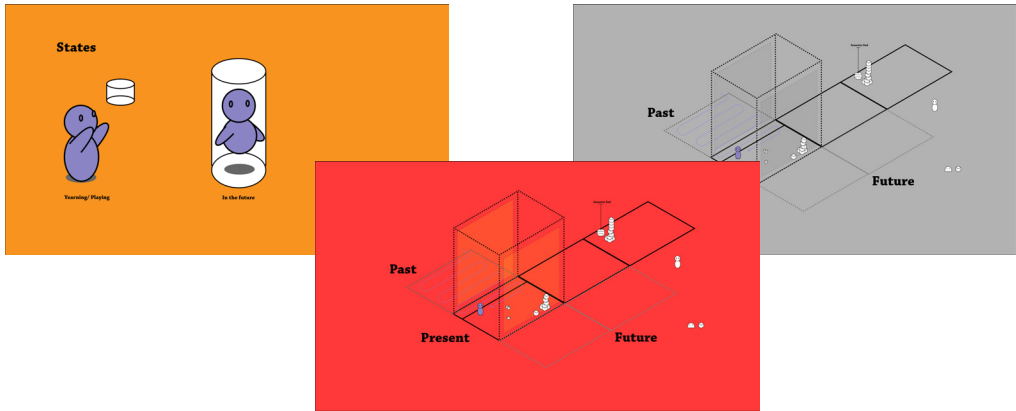 States
Yearning/ Playing
In the future
Past
Future
Past
Present
Future